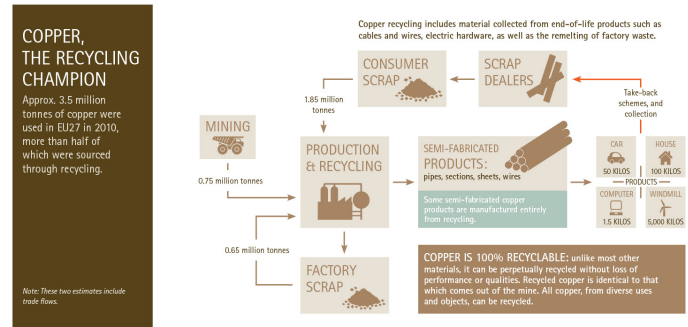 COPPER,
THE RECYCLING
CHAMPION
Approx. 3.5 million
tonnes of copper were
used in EU27 in 2010,
more than half of
which were sourced
through recycling.
Note: These two estimates include
trade flows.
Copper recycling includes material collected from end-of-life products such as
cables and wires, electric hardware, as well as the remelting of factory waste.
CONSUMER
SCRAP
SCRAP
DEALERS
1.85 million
tonnes
Take-back
schemes, and
collection
MINING
0.75 million tonnes
PRODUCTION
& RECYCLING
SEMI-FABRICATED
PRODUCTS:
pipes, sections, sheets, wires
Some semi-fabricated copper
products are manufactured entirely
from recycling.
CAR
50 KILOS
HOUSE
100 KILOS
PRODUCTS
COMPUTER
1.5 KILOS
WINDMILL
5,000 KILOS
0.65 million tonnes
FACTORY
SCRAP
COPPER IS 100% RECYCLABLE: unlike most other
materials, it can be perpetually recycled without loss of
performance or qualities. Recycled copper is identical to that
which comes out of the mine. All copper, from diverse uses
and objects, can be recycled.